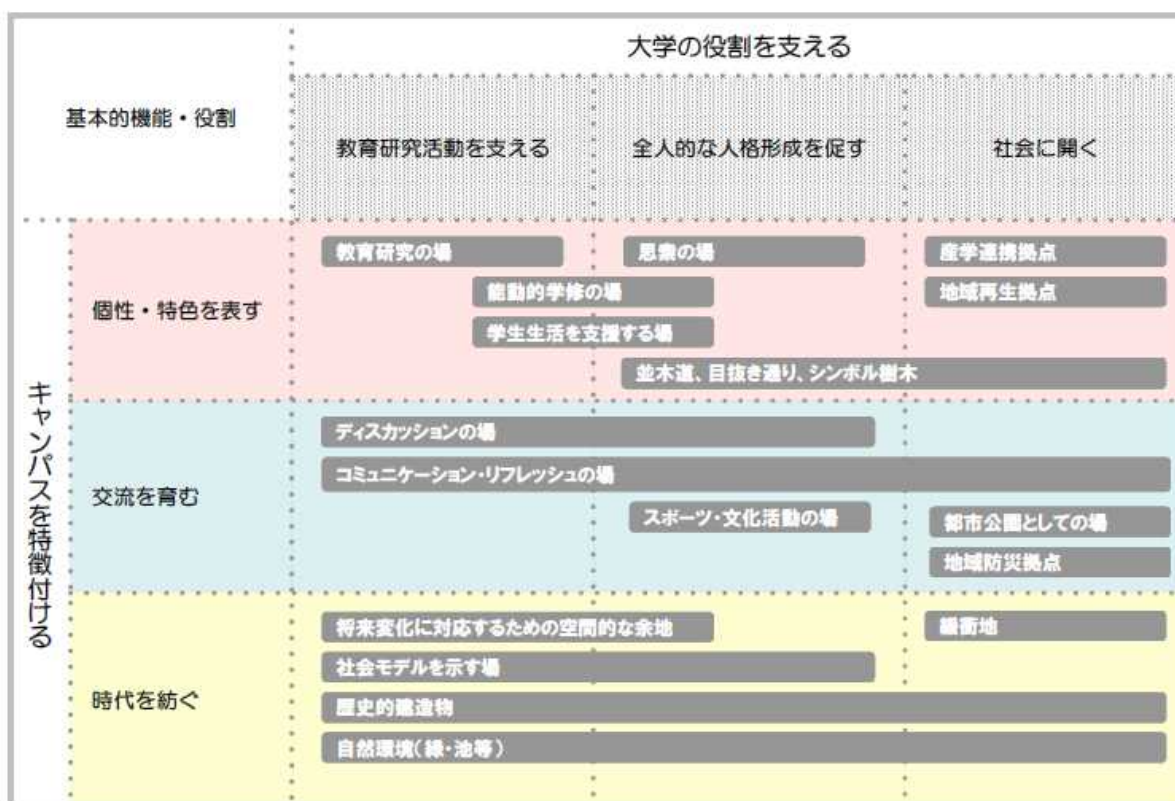 大学の役割を支える
基本的機能・役割
教育研究活動を支える
全人的な人格形成を促す
社会に開く
キャンパスを特徴付ける
個性・特色を表す
教育研究の場
思索の場
産学連携拠点
能動的学修の場
地域再生拠点
学生生活を支援する場
並木道、目抜き通り、シンボル樹木
交流を育む
ディスカッションの場
コミュニケーション・リフレッシュの場
スポーツ・文化活動の場
都市公園としての場
地域防災拠点
時代を紡ぐ
将来変化に対応するための空間的な余地
緩衝地
社会モデルを示す場
歴史的建造物
自然環境(緑・池等)